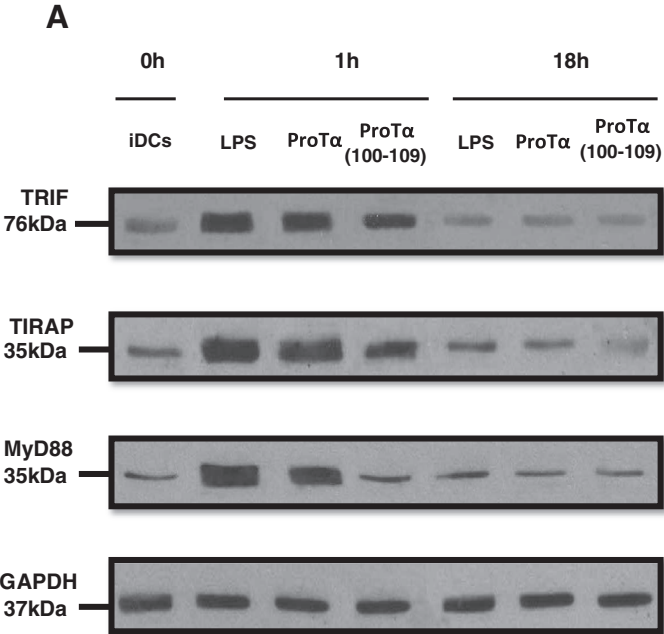 A
0h 1h 18h
iDCs LPS ProTα ProTα (100-109) LPS ProTα ProTα (100-109)
TRIF
76kDa
TIRAP
35kDa
MyD88
35kDa
GAPDH
37kDa